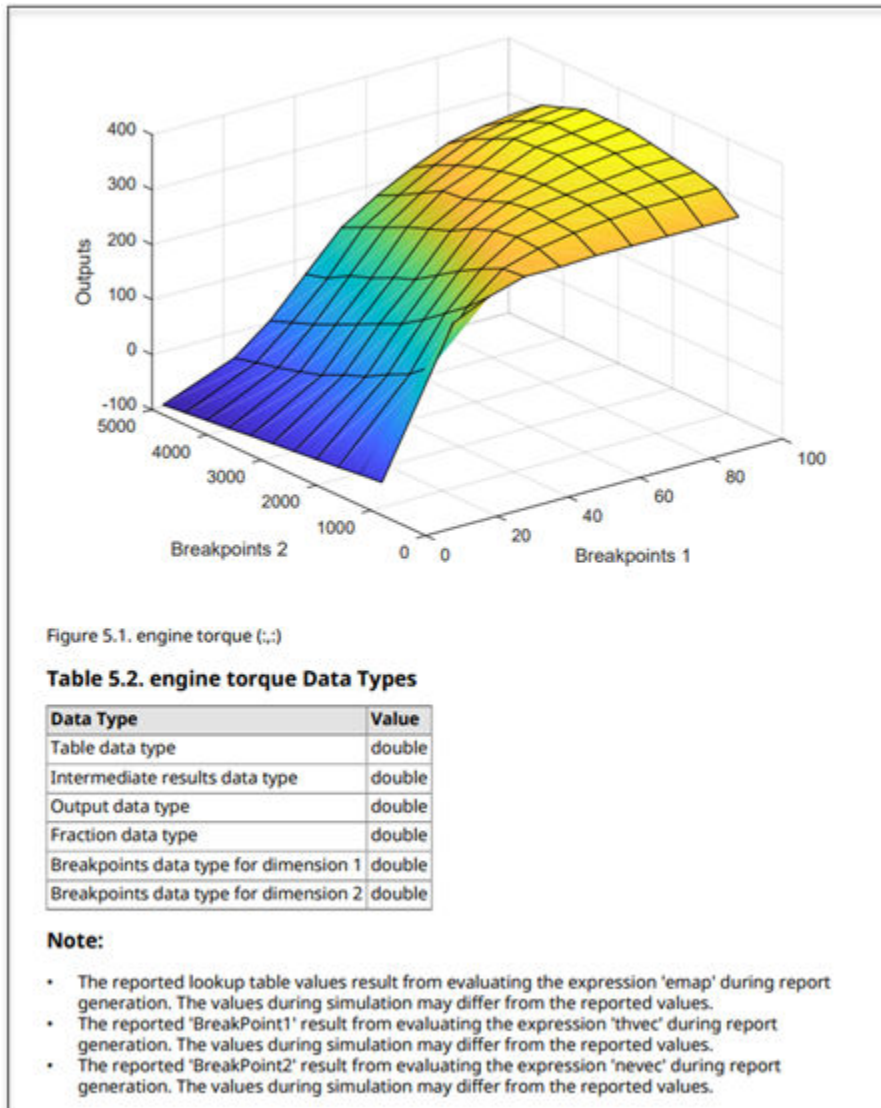 400
300
200
100
0
-100
Outputs
5000
4000
3000
2000
1000
0
Breakpoints 2
0
20
40
60
80
100
Breakpoints 1
Figure 5.1. engine torque (:,:)
Table 5.2. engine torque Data Types
Data Type Value
Table data type double
Intermediate results data type double
Output data type double
Fraction data type double
Breakpoints data type for dimension 1 double
Breakpoints data type for dimension 2 double
Note:
• The reported lookup table values result from evaluating the expression 'emap' during report
generation. The values during simulation may differ from the reported values.
• The reported 'BreakPoint1' result from evaluating the expression 'thvec' during report
generation. The values during simulation may differ from the reported values.
• The reported 'BreakPoint2' result from evaluating the expression 'nevec' during report
generation. The values during simulation may differ from the reported values.